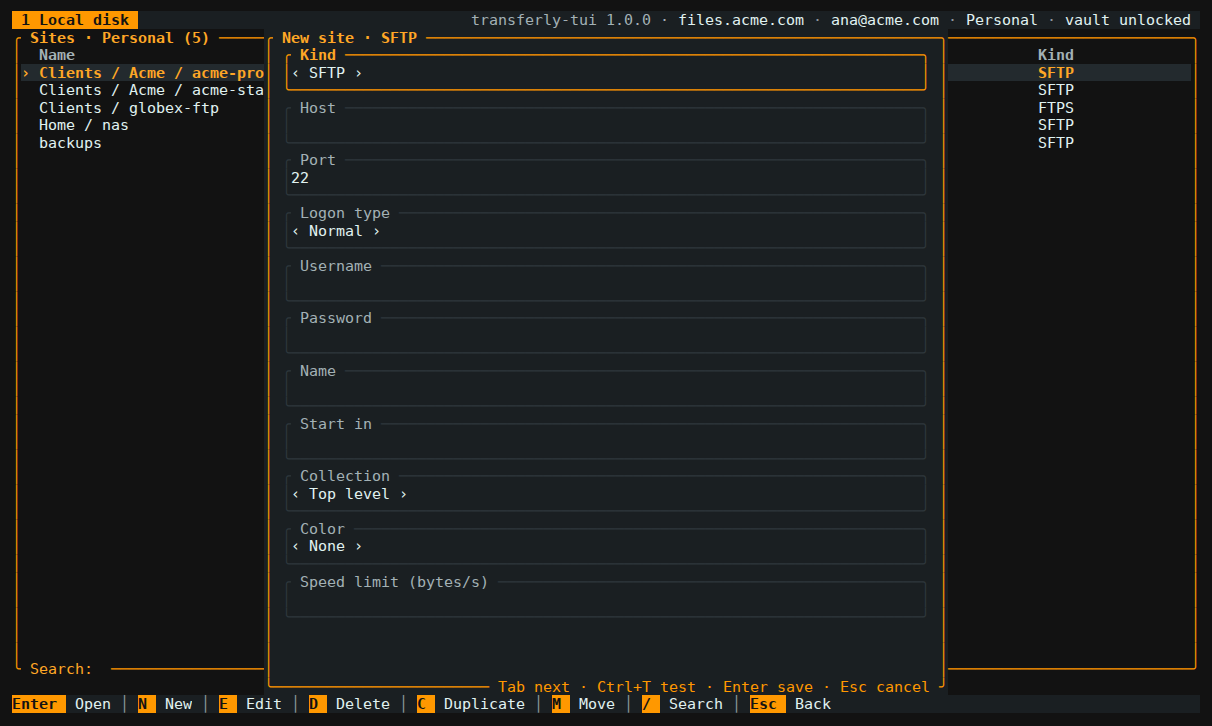 1 Local disk transferly-tui 1.0.0 · files.acme.com · ana@acme.com · Personal · vault unlocked
Sites · Personal (5)
Name
› Clients / Acme / acme-pro
Clients / Acme / acme-sta
Clients / globex-ftp
Home / nas
backups
New site · SFTP
Kind
‹ SFTP ›
Host
Port
22
Logon type
‹ Normal ›
Username
Password
Name
Start in
Collection
‹ Top level ›
Color
‹ None ›
Speed limit (bytes/s)
Tab next · Ctrl+T test · Enter save · Esc cancel
Kind
SFTP
SFTP
FTPS
SFTP
SFTP
Search:
Enter Open │ N New │ E Edit │ D Delete │ C Duplicate │ M Move │ / Search │ Esc Back